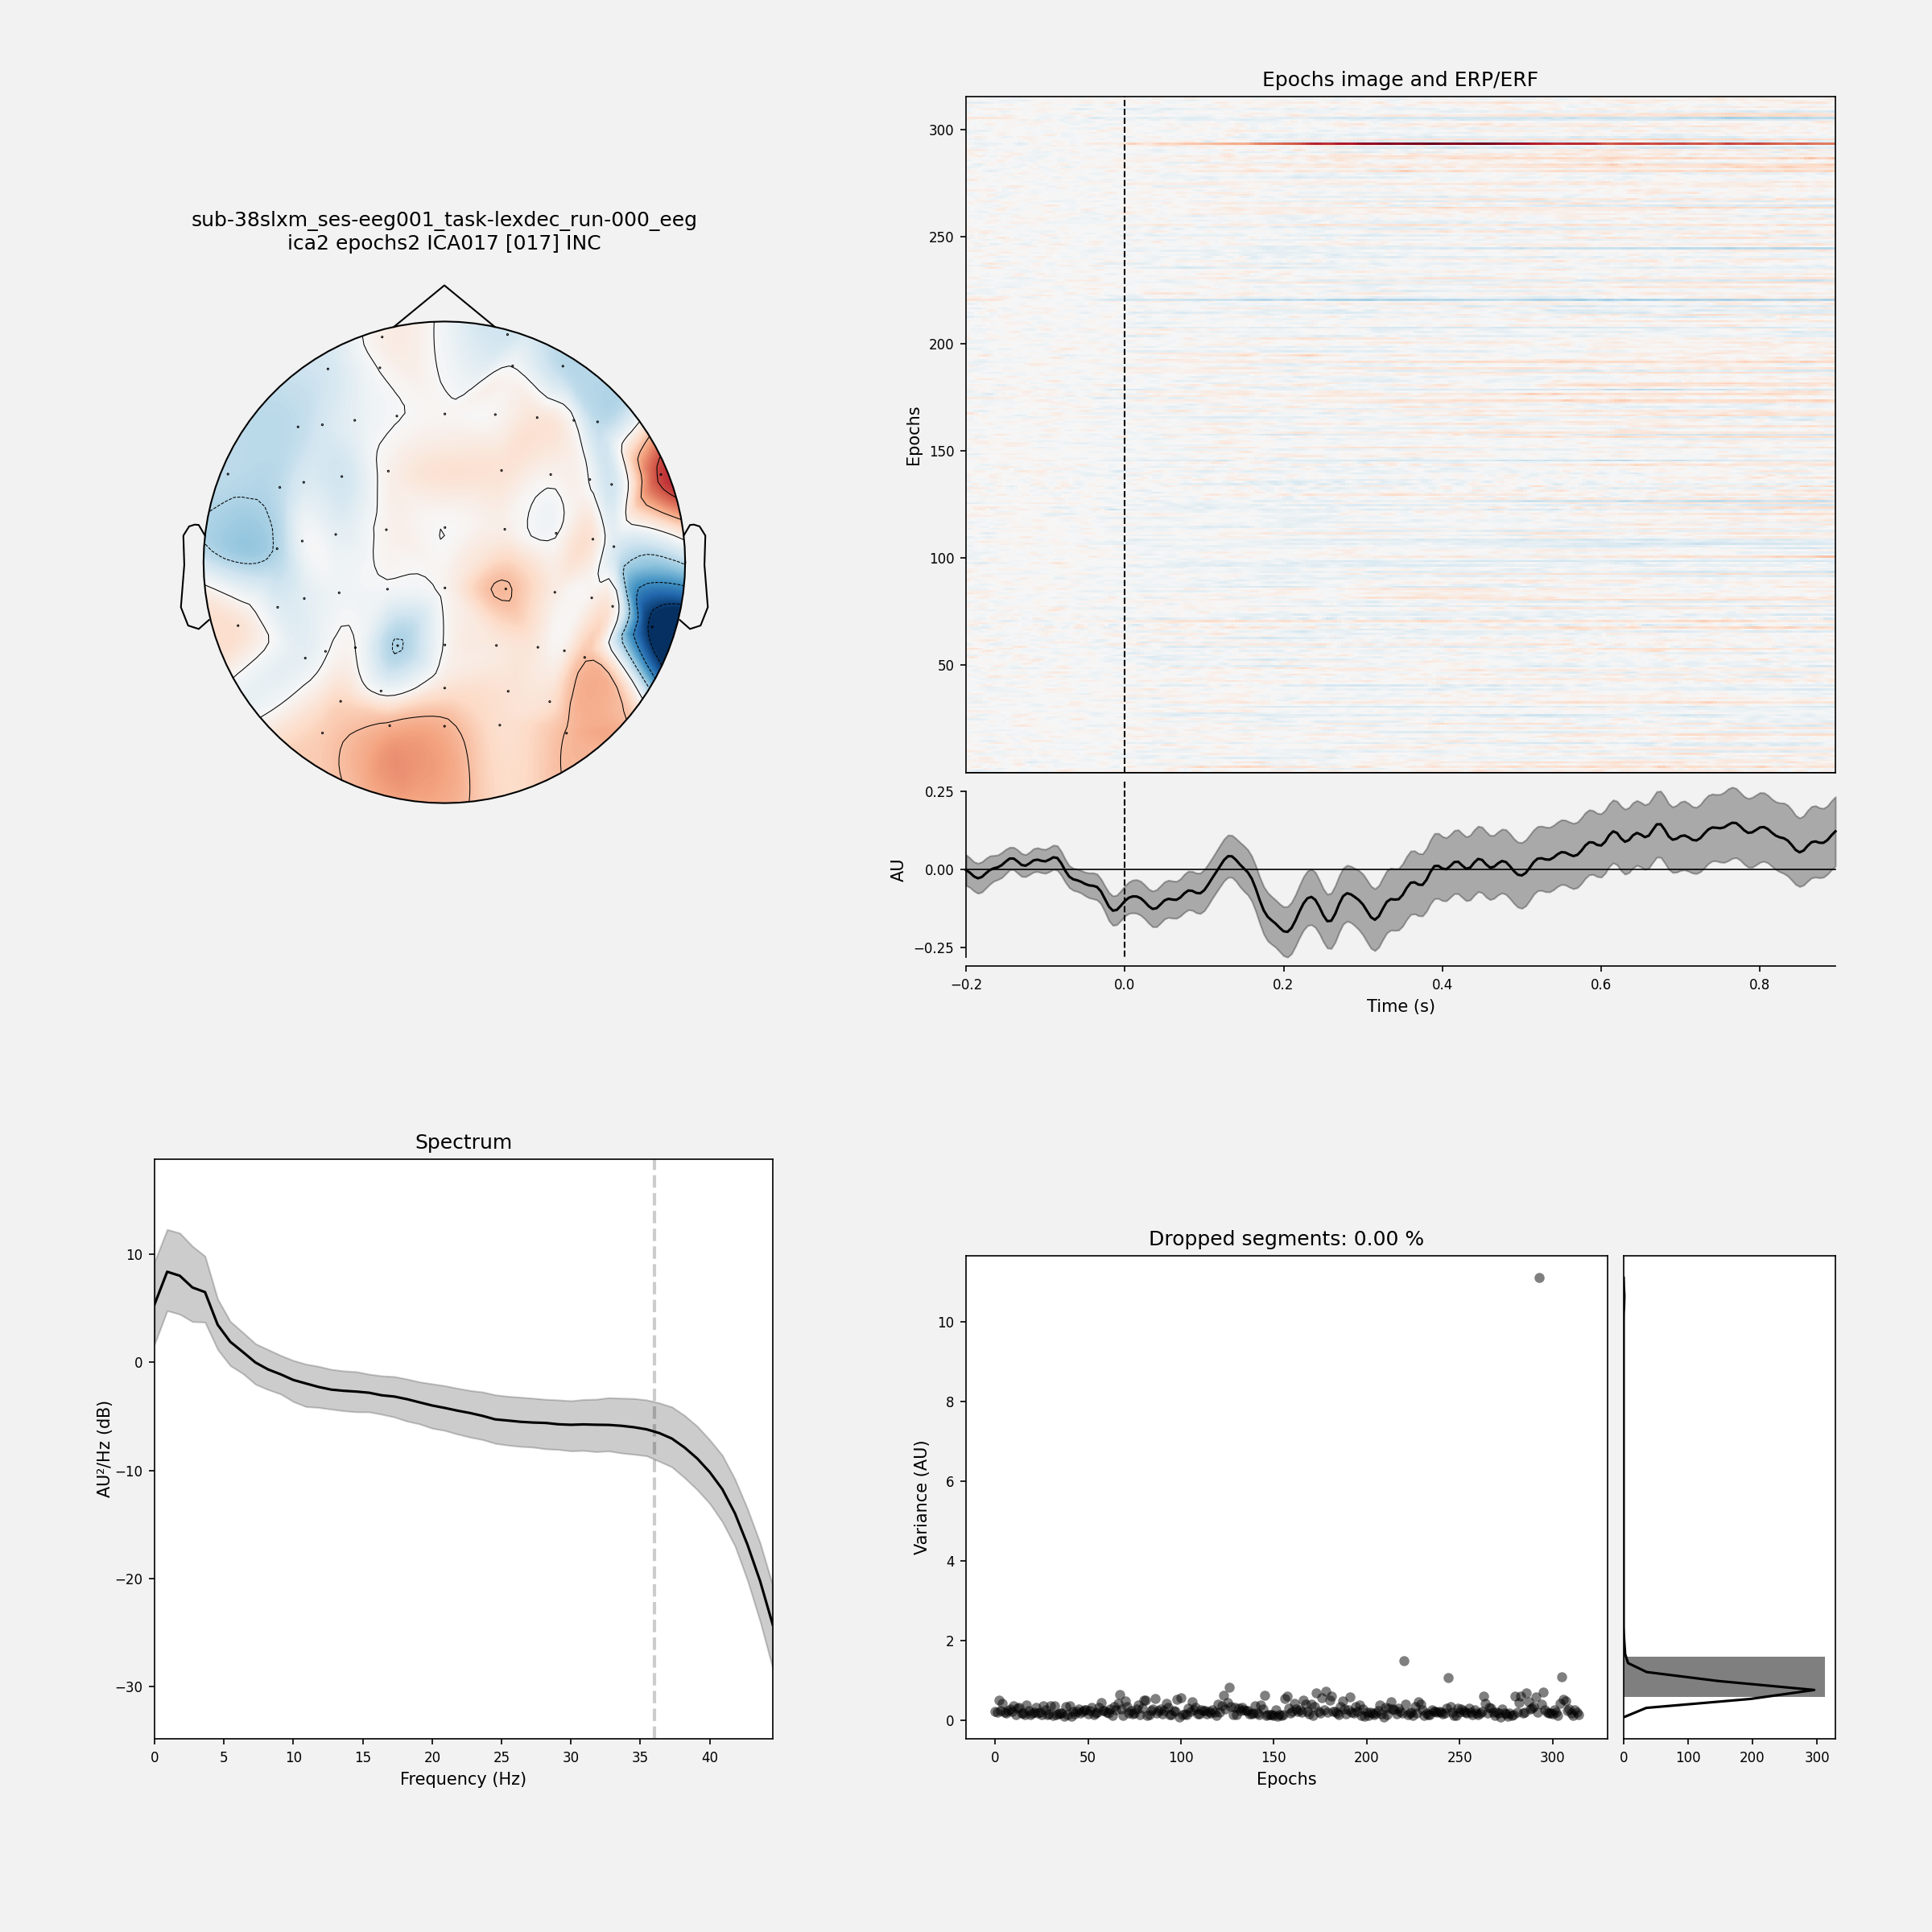 sub-38slxm_ses-eeg001_task-lexdec_run-000_eeg
ica2 epochs2 ICA017 [017] INC
Epochs image and ERP/ERF
Epochs
300
250
200
150
100
50
AU
0.25
0.00
−0.25
−0.2 0.0 0.2 0.4 0.6 0.8
Time (s)
Spectrum
AU²/Hz (dB)
10
0
−10
−20
−30
0 5 10 15 20 25 30 35 40
Frequency (Hz)
Dropped segments: 0.00 %
Variance (AU)
10
8
6
4
2
0
0 50 100 150 200 250 300
Epochs
0 100 200 300